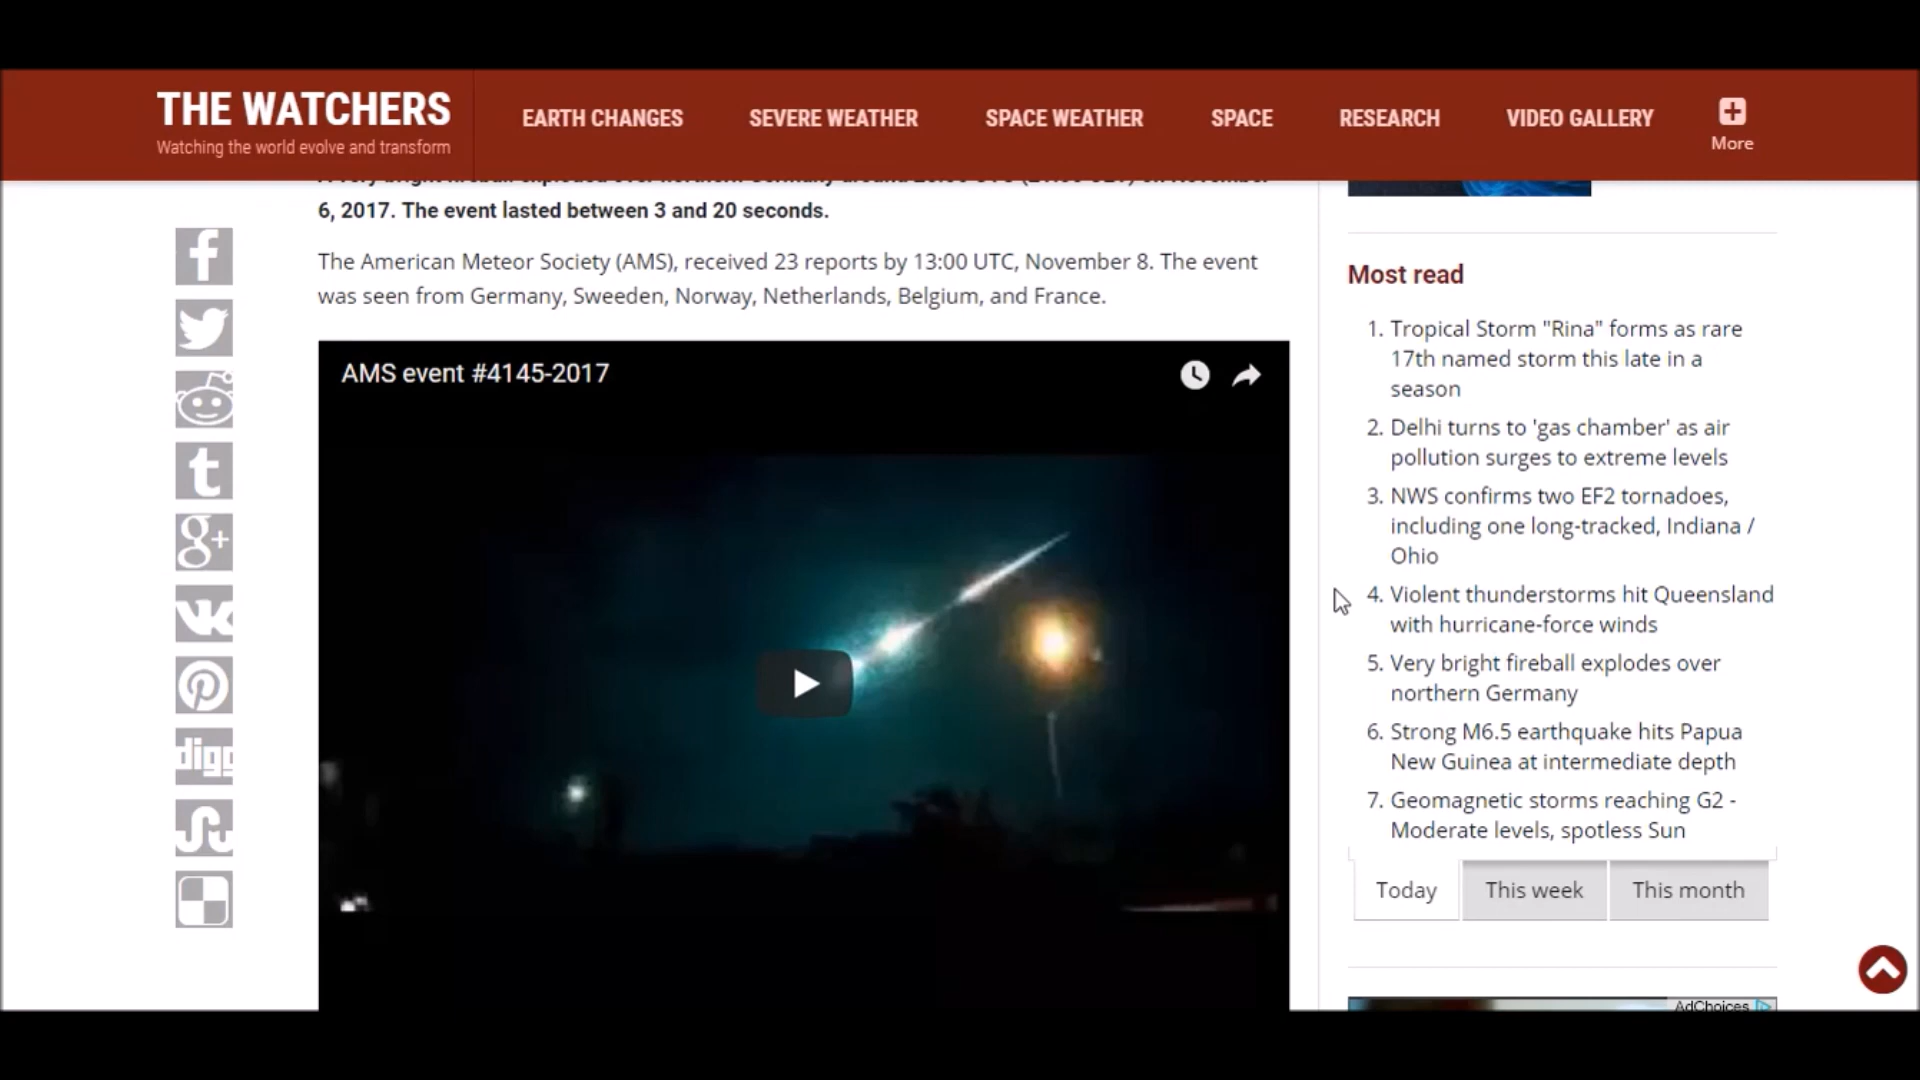 THE WATCHERS
Watching the world evolve and transform
EARTH CHANGES
SEVERE WEATHER
SPACE WEATHER
SPACE
RESEARCH
VIDEO GALLERY
More
6, 2017. The event lasted between 3 and 20 seconds.
The American Meteor Society (AMS), received 23 reports by 13:00 UTC, November 8. The event
was seen from Germany, Sweeden, Norway, Netherlands, Belgium, and France.
AMS event #4145-2017
digg
Most read
1. Tropical Storm "Rina" forms as rare
17th named storm this late in a
season
2. Delhi turns to 'gas chamber' as air
pollution surges to extreme levels
3. NWS confirms two EF2 tornadoes,
including one long-tracked, Indiana /
Ohio
4. Violent thunderstorms hit Queensland
with hurricane-force winds
5. Very bright fireball explodes over
northern Germany
6. Strong M6.5 earthquake hits Papua
New Guinea at intermediate depth
7. Geomagnetic storms reaching G2 -
Moderate levels, spotless Sun
Today
This week
This month
AdChoices